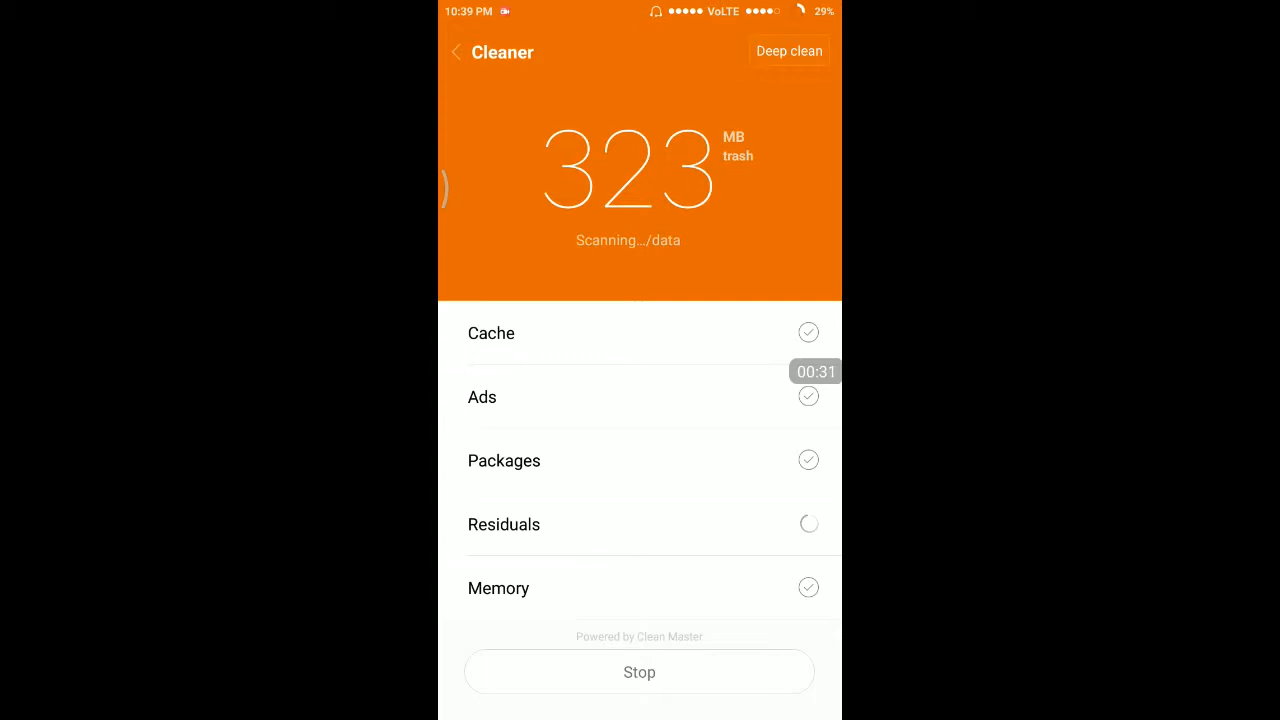 10:39 PM VoLTE 29%
Cleaner Deep clean
323 MB
trash
Scanning.../data
Cache
00:31
Ads
Packages
Residuals
Memory
Powered by Clean Master
Stop